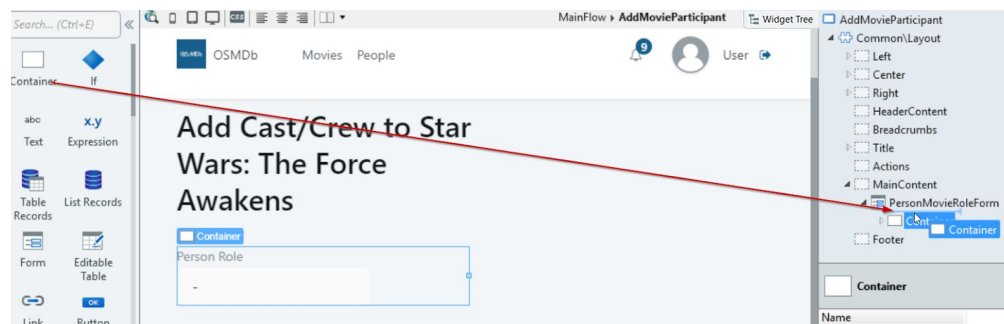 Search... (Ctrl+E)
MainFlow ▸ AddMovieParticipant
Widget Tree
AddMovieParticipant
CSS
Container
If
abc
Text
x.y
Expression
Table Records
List Records
Form
Editable Table
Link
OK
Button
OSMDb
OSMDb
Movies
People
9
User
Add Cast/Crew to Star
Wars: The Force
Awakens
Container
Person Role
-
Common\Layout
Left
Center
Right
HeaderContent
Breadcrumbs
Title
Actions
MainContent
PersonMovieRoleForm
Container
Footer
Container
Name